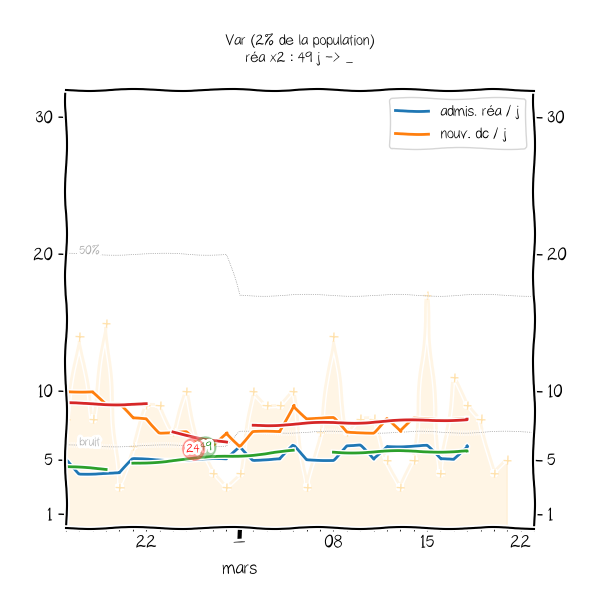 Var (2% de la population)
réa x2 : 49 j -> _
admis. réa / j
nouv. dc / j
30 30
20 20
50%
10 10
bruit
24
5 5
1 1
22 _ 08 15 22
mars